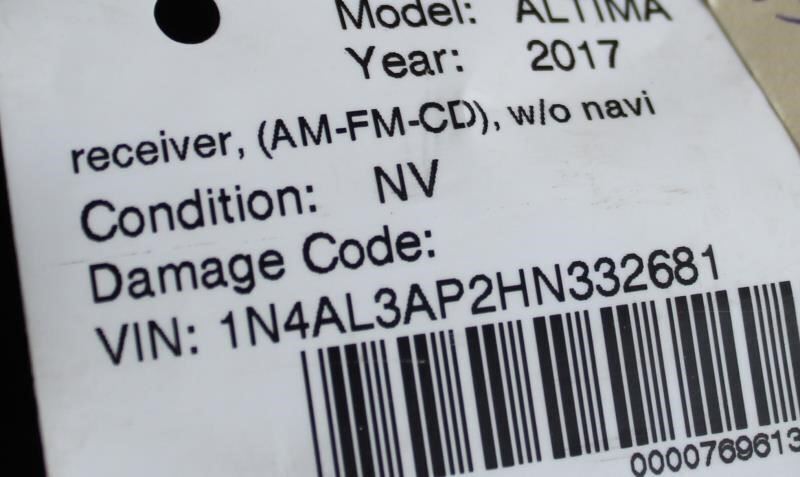 Model: ALTIMA
Year: 2017
receiver, (AM-FM-CD), w/o navi
Condition: NV
Damage Code:
VIN: 1N4AL3AP2HN332681
0000769613